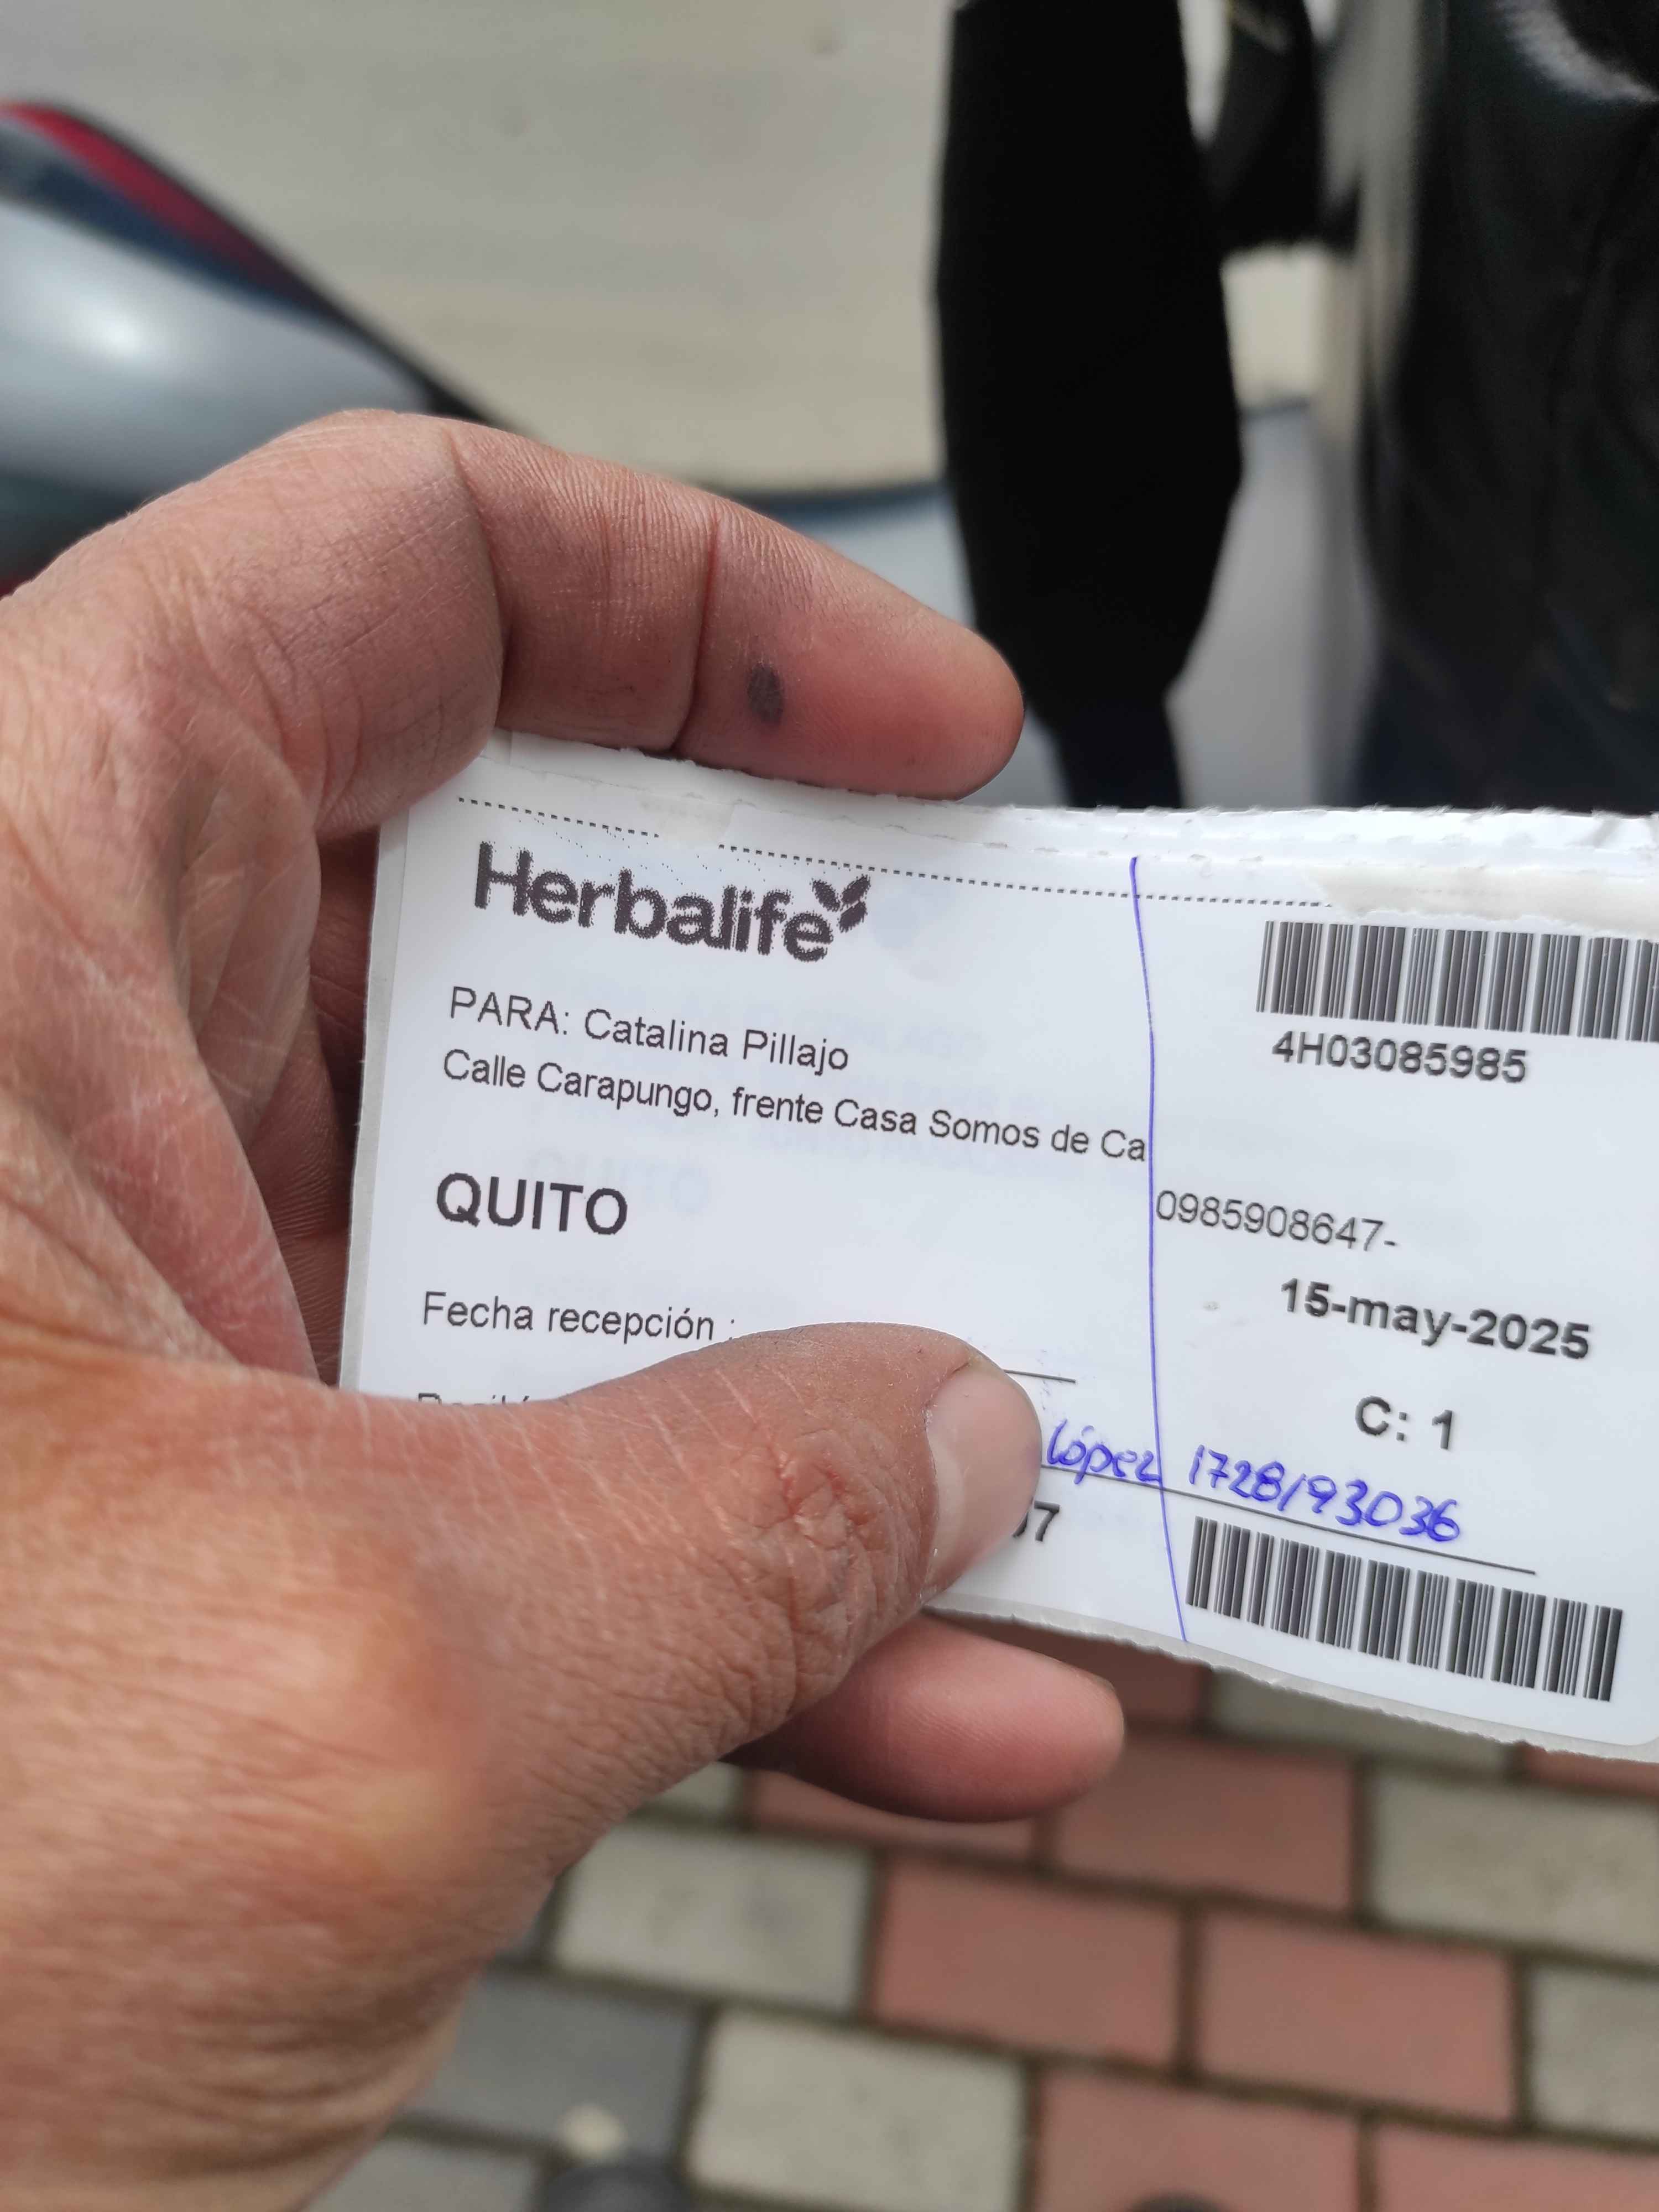 Herbalife
4H03085985
PARA: Catalina Pillajo
Calle Carapungo, frente Casa Somos de Ca
0985908647-
QUITO
15-may-2025
Fecha recepción :
C: 1
López 1728193036
07